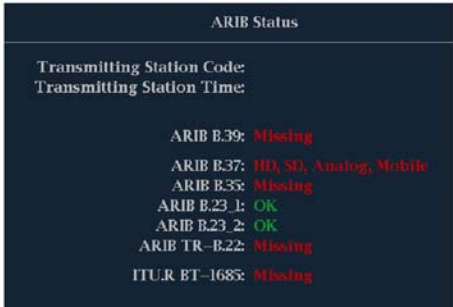 ARIB Status
Transmitting Station Code:
Transmitting Station Time:
ARIB B.39: Missing
ARIB B.37: HD, SD, Analog, Mobile
ARIB B.35: Missing
ARIB B.23_1: OK
ARIB B.23_2: OK
ARIB TR–B.22: Missing
ITU.R BT–1685: Missing